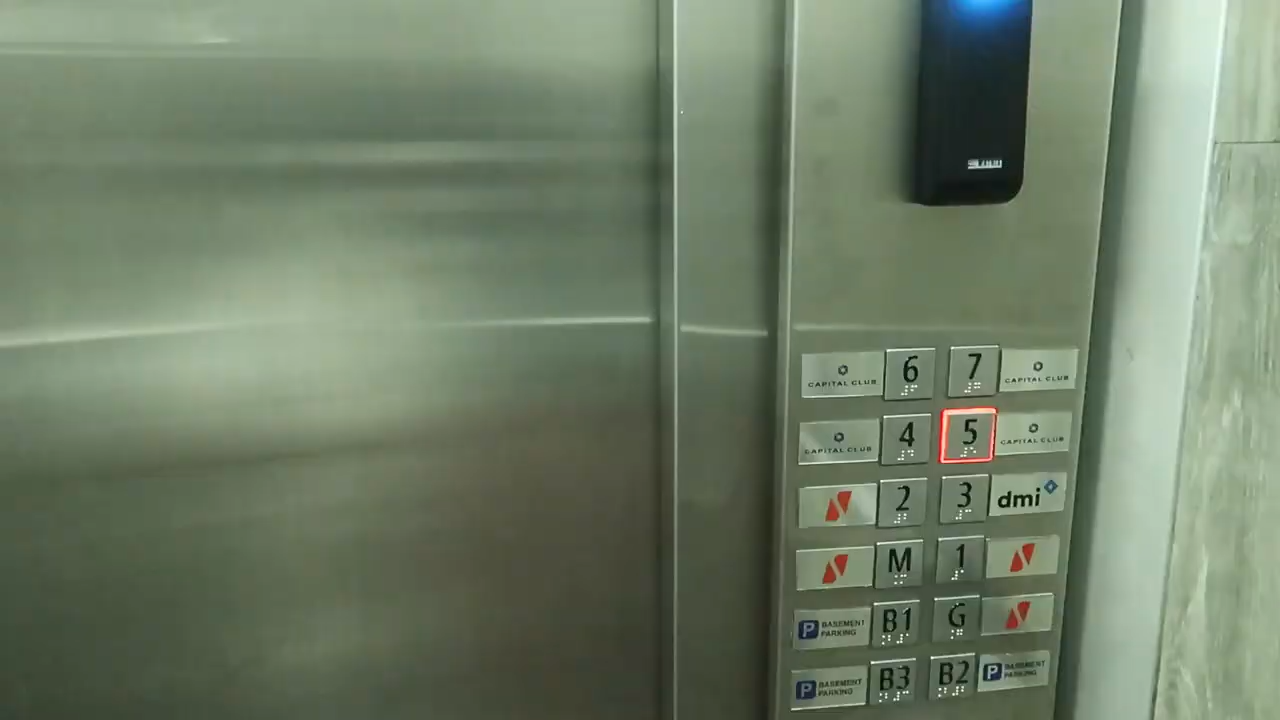 CAPITAL CLUB 6 7 CAPITAL CLUB
CAPITAL CLUB 4 5 CAPITAL CLUB
2 3 dmi
M 1
P BASEMENT PARKING B1 G
P BASEMENT PARKING B3 B2 P BASEMENT PARKING